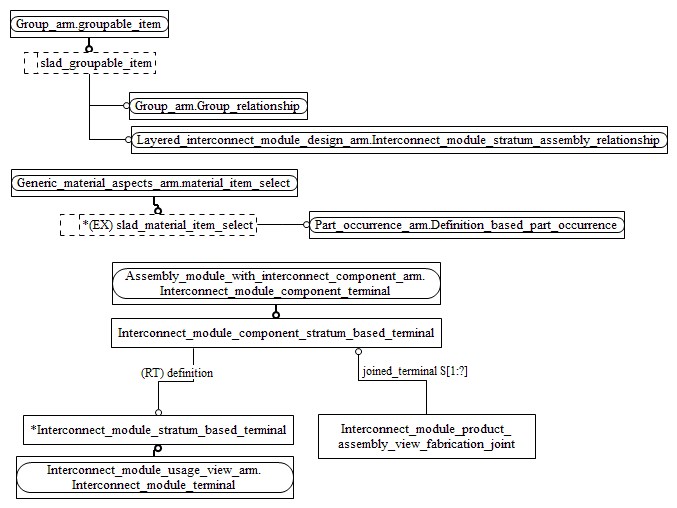 Group_arm.groupable_item
slad_groupable_item
Group_arm.Group_relationship
Layered_interconnect_module_design_arm.Interconnect_module_stratum_assembly_relationship
Generic_material_aspects_arm.material_item_select
*(EX) slad_material_item_select
Part_occurrence_arm.Definition_based_part_occurrence
Assembly_module_with_interconnect_component_arm.
Interconnect_module_component_terminal
Interconnect_module_component_stratum_based_terminal
(RT) definition
joined_terminal S[1:?]
*Interconnect_module_stratum_based_terminal
Interconnect_module_product_
assembly_view_fabrication_joint
Interconnect_module_usage_view_arm.
Interconnect_module_terminal